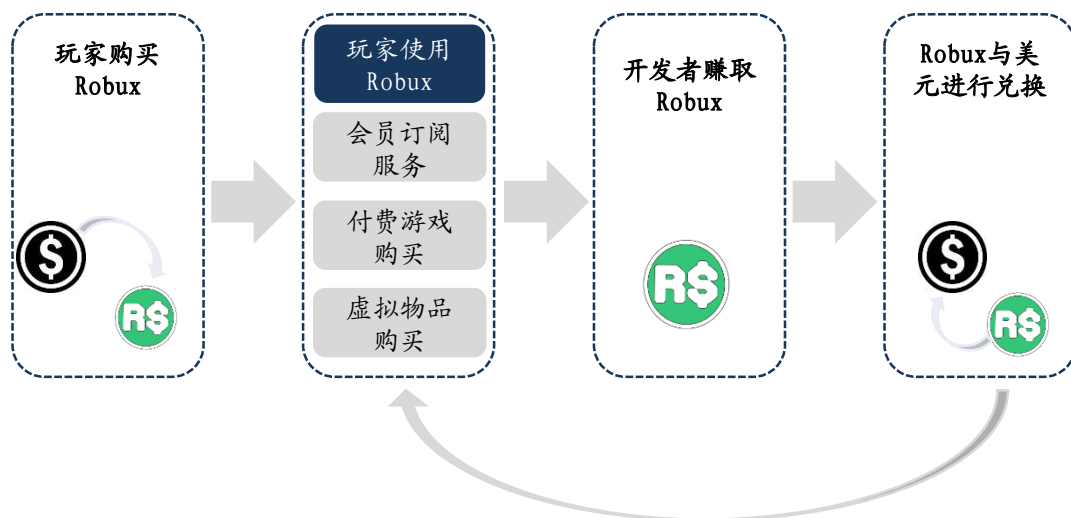 玩家购买
Robux
玩家使用
Robux
会员订阅
服务
付费游戏
购买
虚拟物品
购买
开发者赚取
Robux
Robux与美
元进行兑换
$
R$
R$
$
R$